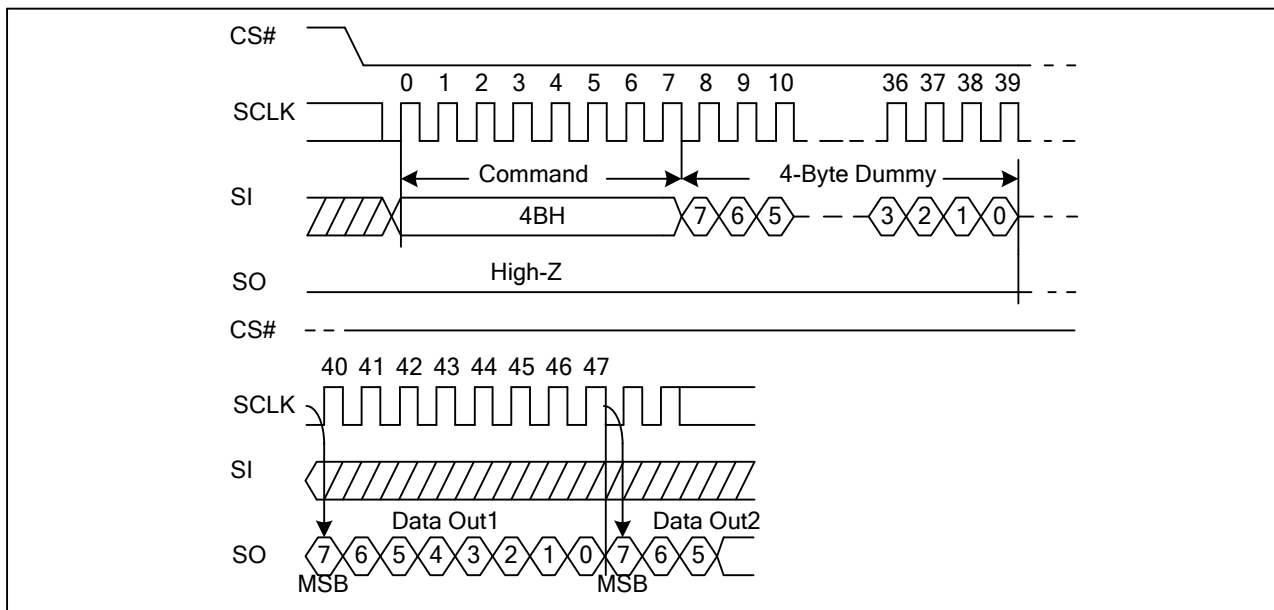 CS#
0 1 2 3 4 5 6 7 8 9 10 36 37 38 39
SCLK
Command 4-Byte Dummy
SI
4BH 7 6 5 3 2 1 0
High-Z
SO
CS#
40 41 42 43 44 45 46 47
SCLK
SI
Data Out1 Data Out2
SO 7 6 5 4 3 2 1 0 7 6 5
MSB MSB